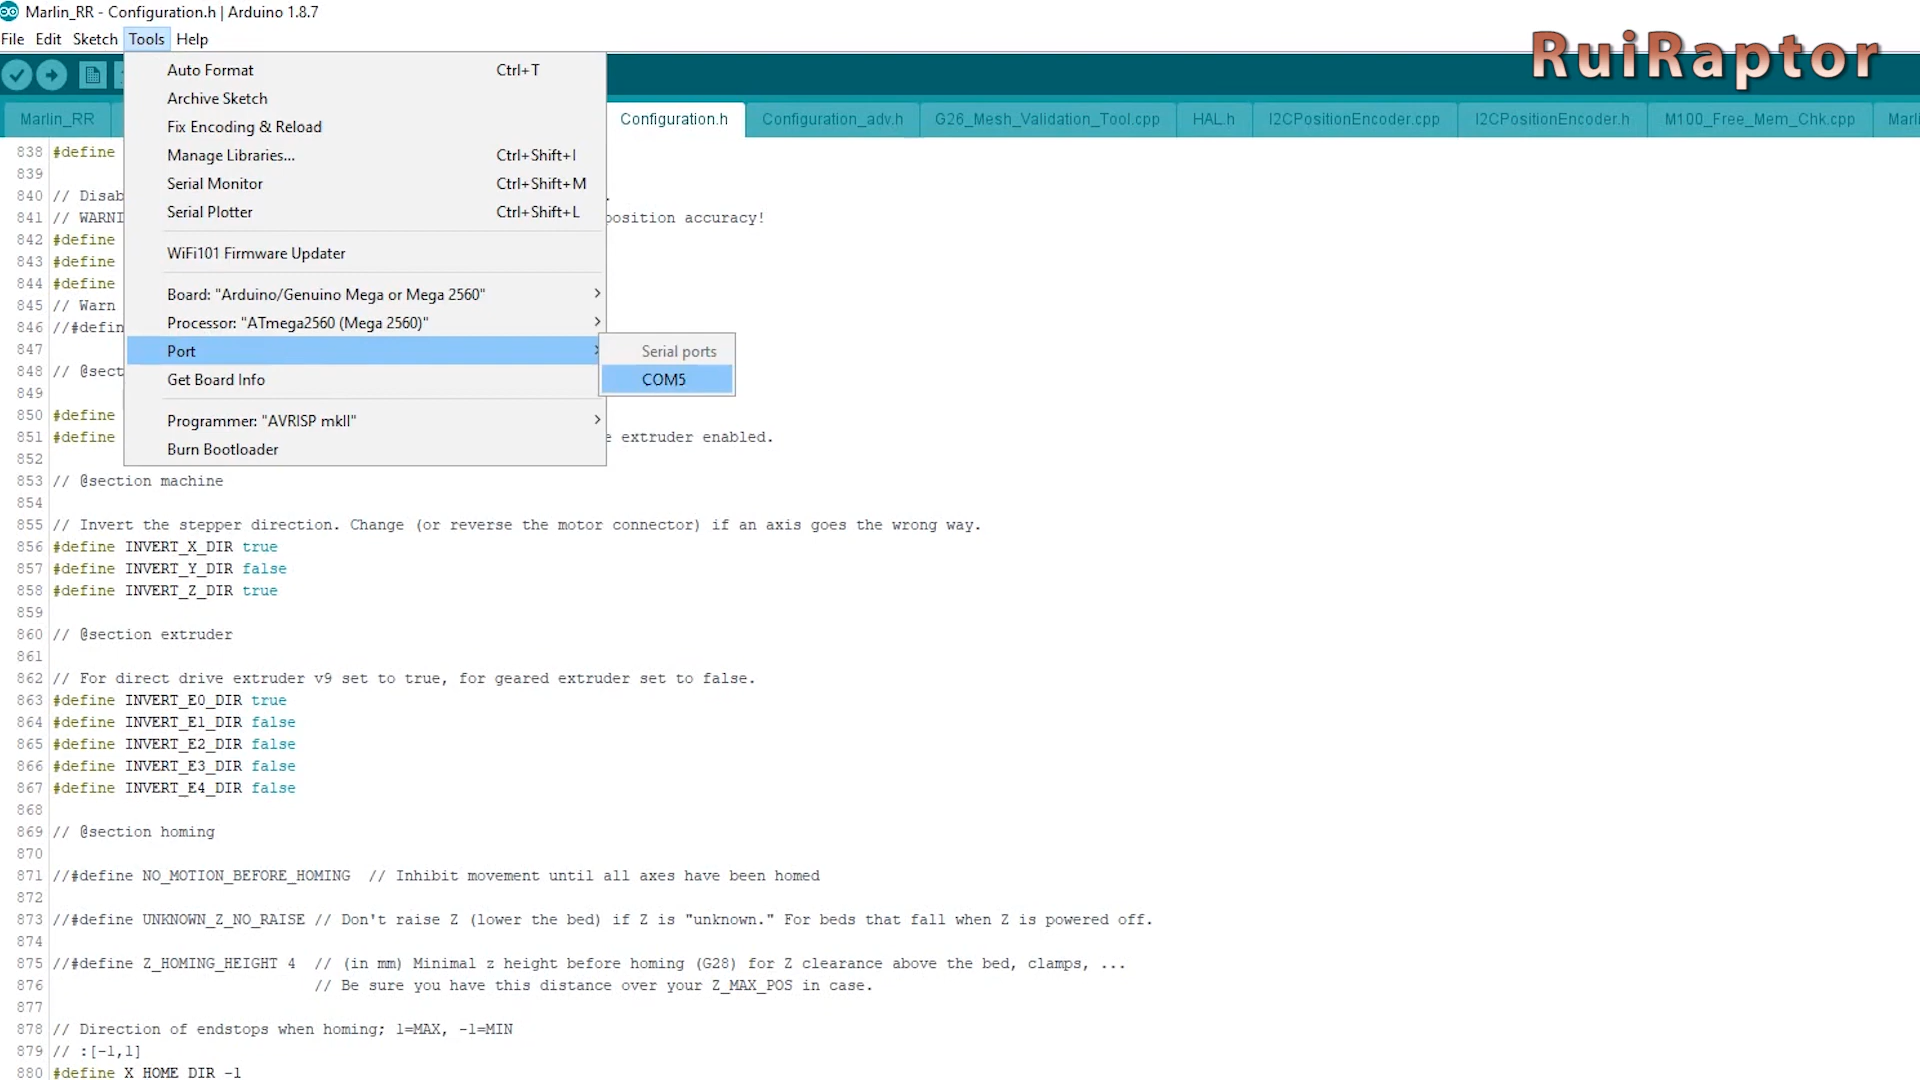 Marlin_RR - Configuration.h | Arduino 1.8.7
File Edit Sketch Tools Help
RuiRaptor
Marlin_RR Configuration.h Configuration_adv.h G26_Mesh_Validation_Tool.cpp HAL.h I2CPositionEncoder.cpp I2CPositionEncoder.h M100_Free_Mem_Chk.cpp Marli
Auto Format Ctrl+T
Archive Sketch
Fix Encoding & Reload
Manage Libraries... Ctrl+Shift+I
Serial Monitor Ctrl+Shift+M
Serial Plotter Ctrl+Shift+L
WiFi101 Firmware Updater
Board: "Arduino/Genuino Mega or Mega 2560"
Processor: "ATmega2560 (Mega 2560)"
Port
Get Board Info
Programmer: "AVRISP mkII"
Burn Bootloader
Serial ports
COM5
838 #define
839
840 // Disab .
841 // WARNI position accuracy!
842 #define
843 #define
844 #define
845 // Warn
846 //#defin
847
848 // @sect
849
850 #define
851 #define e extruder enabled.
852
853 // @section machine
854
855 // Invert the stepper direction. Change (or reverse the motor connector) if an axis goes the wrong way.
856 #define INVERT_X_DIR true
857 #define INVERT_Y_DIR false
858 #define INVERT_Z_DIR true
859
860 // @section extruder
861
862 // For direct drive extruder v9 set to true, for geared extruder set to false.
863 #define INVERT_E0_DIR true
864 #define INVERT_E1_DIR false
865 #define INVERT_E2_DIR false
866 #define INVERT_E3_DIR false
867 #define INVERT_E4_DIR false
868
869 // @section homing
870
871 //#define NO_MOTION_BEFORE_HOMING // Inhibit movement until all axes have been homed
872
873 //#define UNKNOWN_Z_NO_RAISE // Don't raise Z (lower the bed) if Z is "unknown." For beds that fall when Z is powered off.
874
875 //#define Z_HOMING_HEIGHT 4 // (in mm) Minimal z height before homing (G28) for Z clearance above the bed, clamps, ...
876 // Be sure you have this distance over your Z_MAX_POS in case.
877
878 // Direction of endstops when homing; 1=MAX, -1=MIN
879 // :[-1,1]
880 #define X_HOME_DIR -1